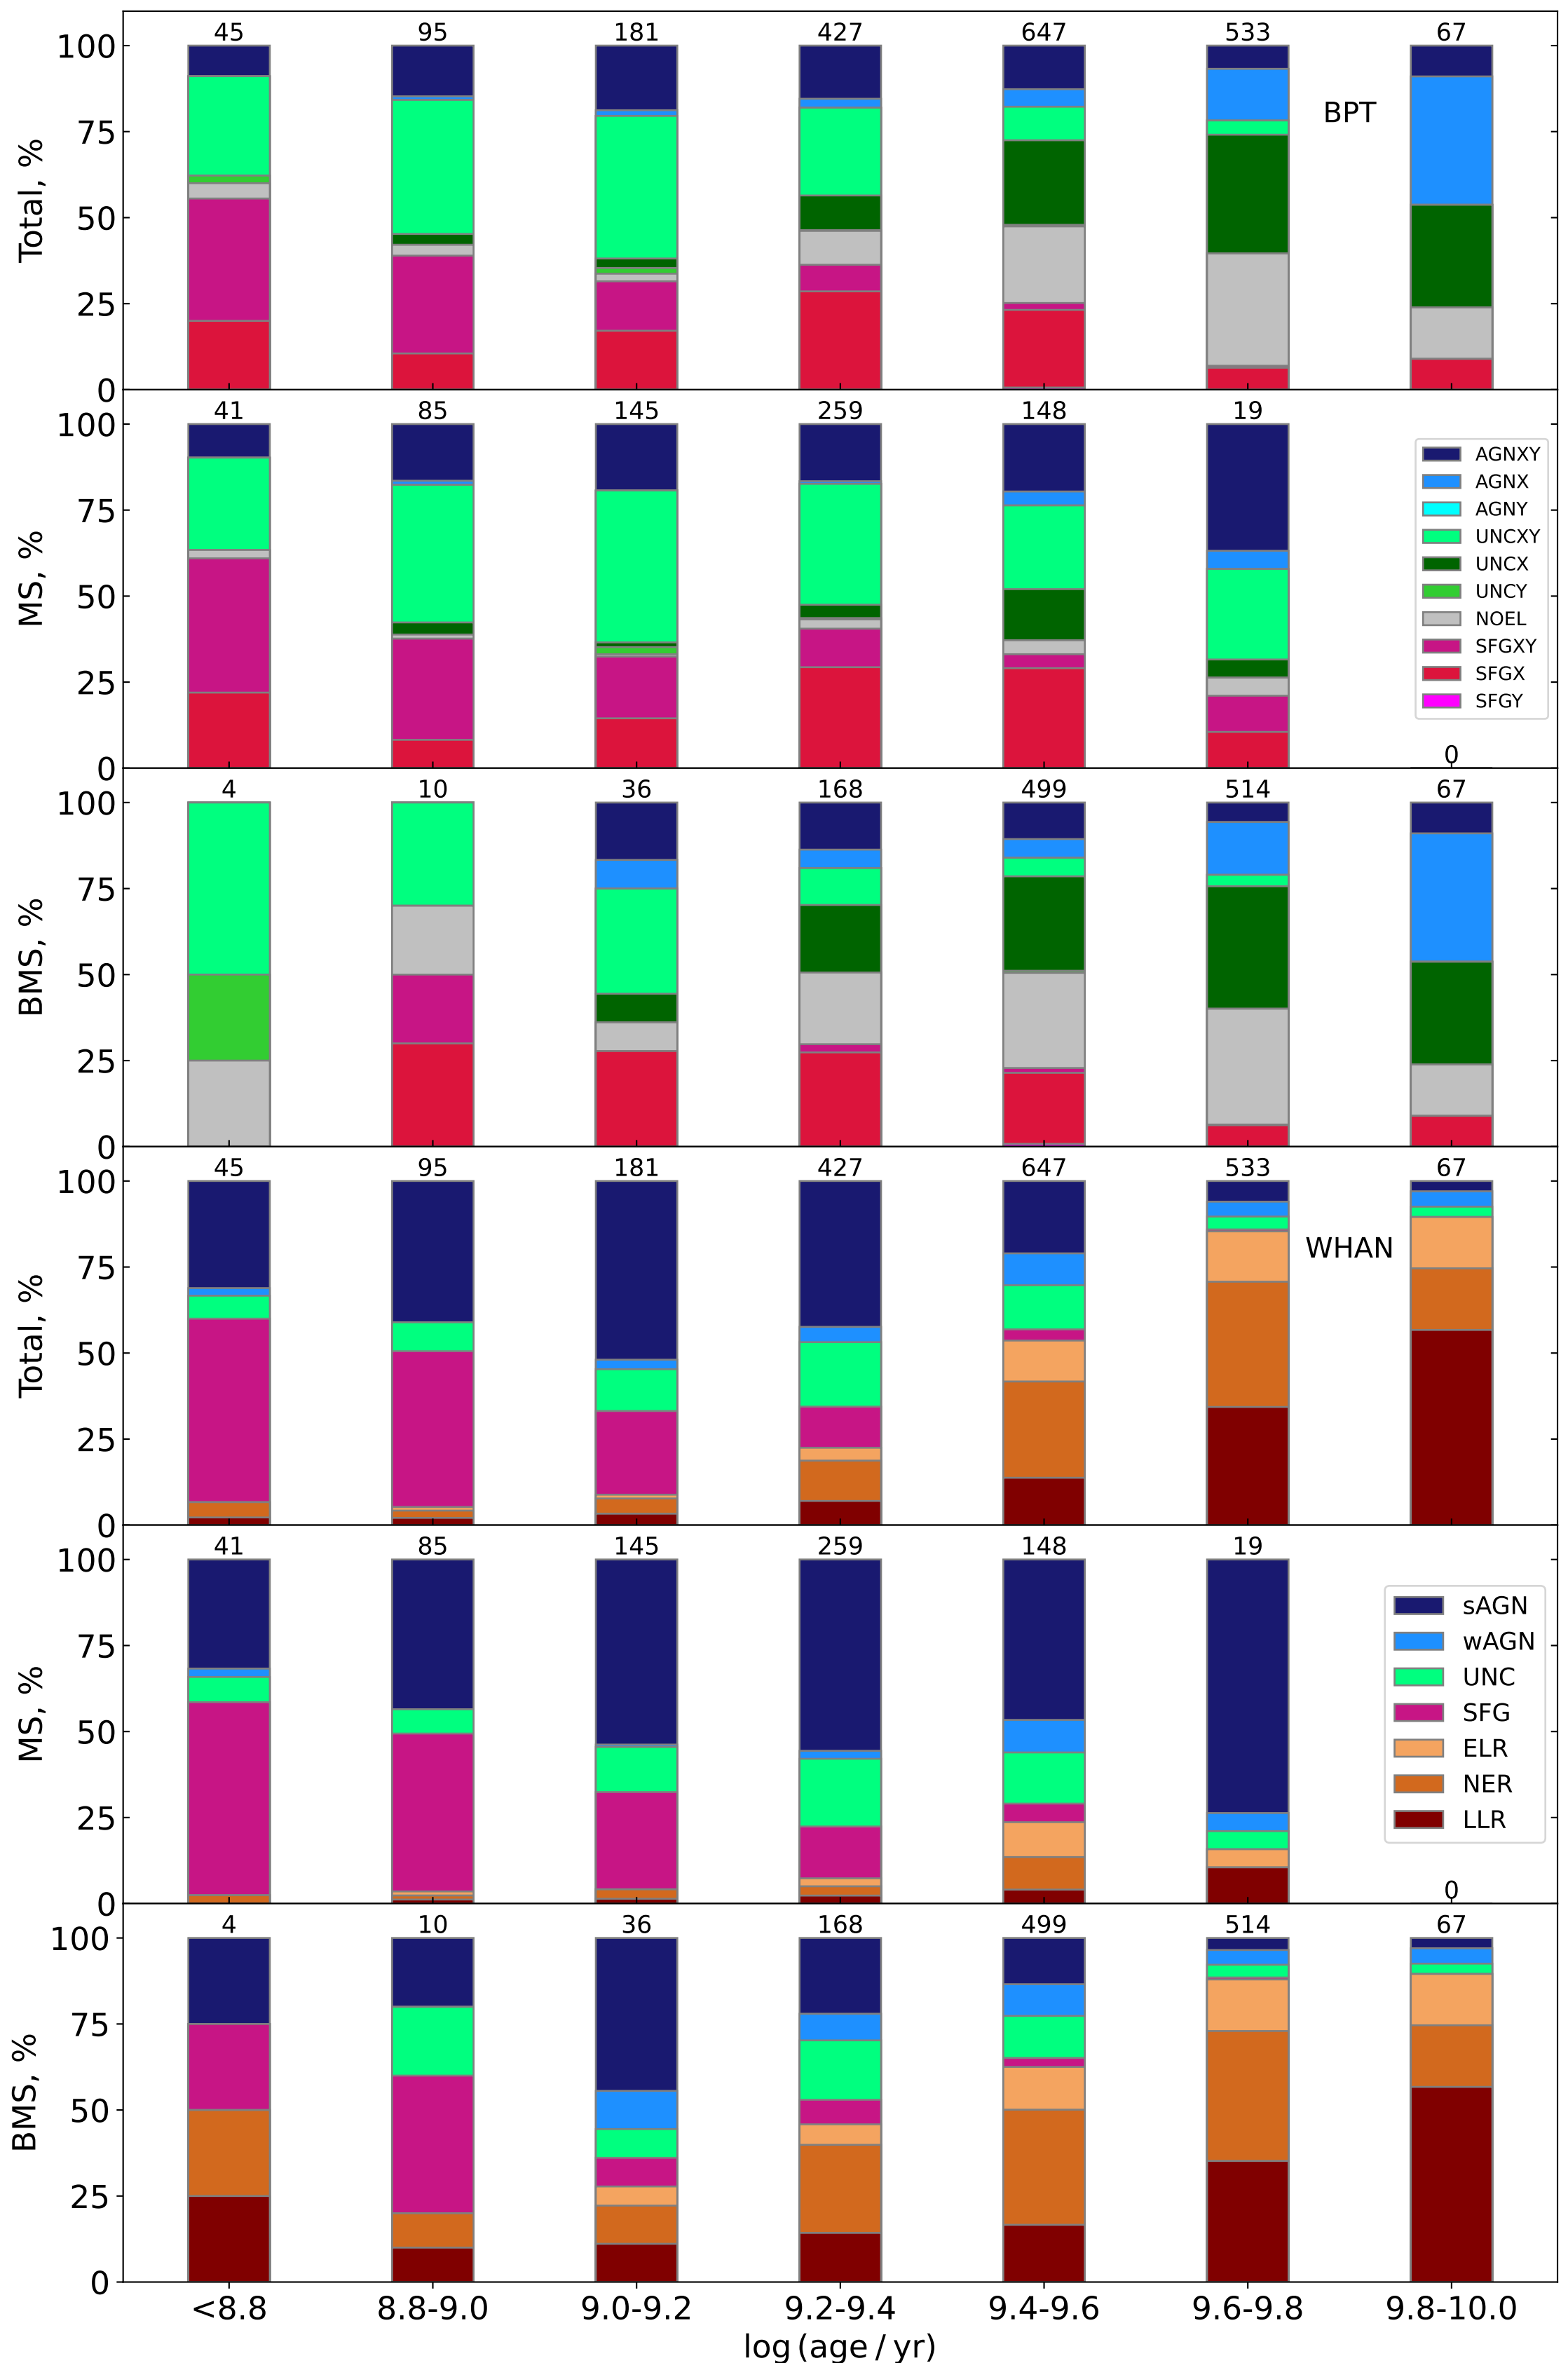 45 95 181 427 647 533 67
100
75
50
25
0
Total, %
BPT
41 85 145 259 148 19 0
100
75
50
25
0
MS, %
AGNXY
AGNX
AGNY
UNCXY
UNCX
UNCY
NOEL
SFGXY
SFGX
SFGY
4 10 36 168 499 514 67
100
75
50
25
0
BMS, %
45 95 181 427 647 533 67
100
75
50
25
0
Total, %
WHAN
41 85 145 259 148 19 0
100
75
50
25
0
MS, %
sAGN
wAGN
UNC
SFG
ELR
NER
LLR
4 10 36 168 499 514 67
100
75
50
25
0
BMS, %
<8.8 8.8-9.0 9.0-9.2 9.2-9.4 9.4-9.6 9.6-9.8 9.8-10.0
log (age / yr)